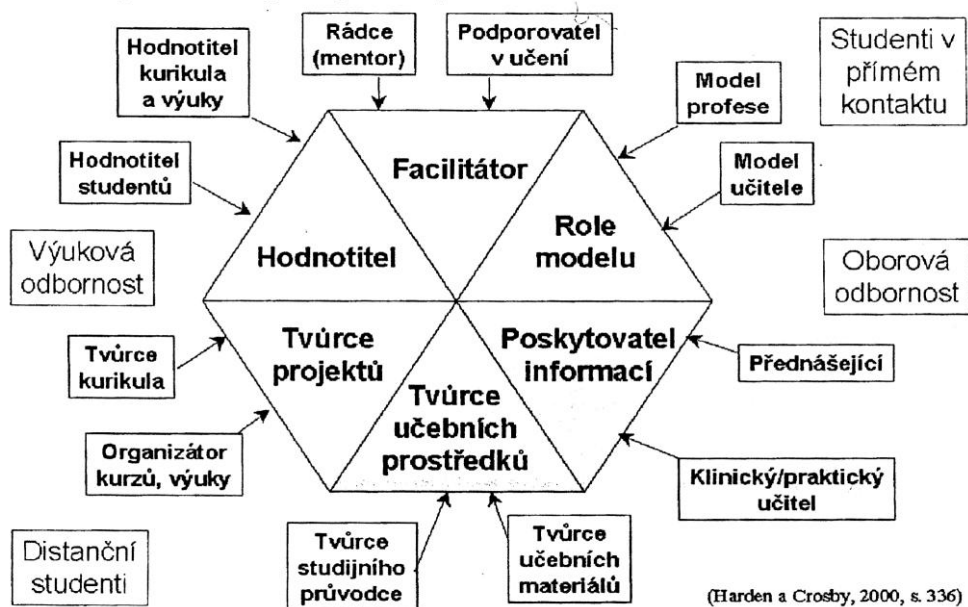 Hodnotitel
kurikula
a výuky
Rádce
(mentor)
Podporovatel
v učení
Studenti v
přímém
kontaktu
Model
profese
Hodnotitel
studentů
Facilitátor
Model
učitele
Výuková
odbornost
Hodnotitel
Role
modelu
Oborová
odbornost
Tvůrce
kurikula
Tvůrce
projektů
Poskytovatel
informací
Přednášející
Tvůrce
učebních
prostředků
Organizátor
kurzů, výuky
Klinický/praktický
učitel
Distanční
studenti
Tvůrce
studijního
průvodce
Tvůrce
učebních
materiálů
(Harden a Crosby, 2000, s. 336)